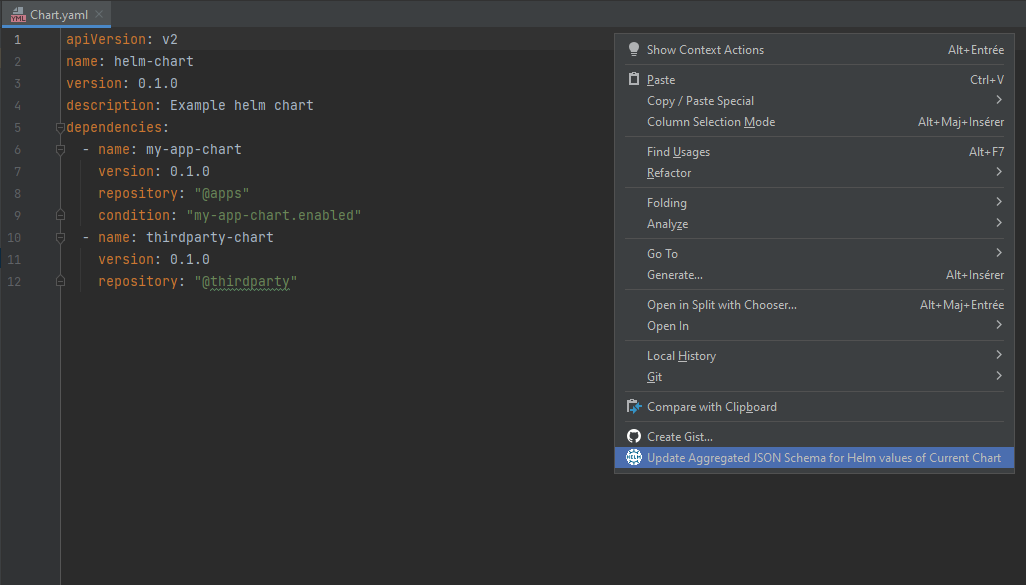 Chart.yaml
1 apiVersion: v2
2 name: helm-chart
3 version: 0.1.0
4 description: Example helm chart
5 dependencies:
6 - name: my-app-chart
7 version: 0.1.0
8 repository: "@apps"
9 condition: "my-app-chart.enabled"
10 - name: thirdparty-chart
11 version: 0.1.0
12 repository: "@thirdparty"
Show Context Actions Alt+Entrée
Paste Ctrl+V
Copy / Paste Special
Column Selection Mode Alt+Maj+Insérer
Find Usages Alt+F7
Refactor
Folding
Analyze
Go To
Generate... Alt+Insérer
Open in Split with Chooser... Alt+Maj+Entrée
Open In
Local History
Git
Compare with Clipboard
Create Gist...
HELM Update Aggregated JSON Schema for Helm values of Current Chart